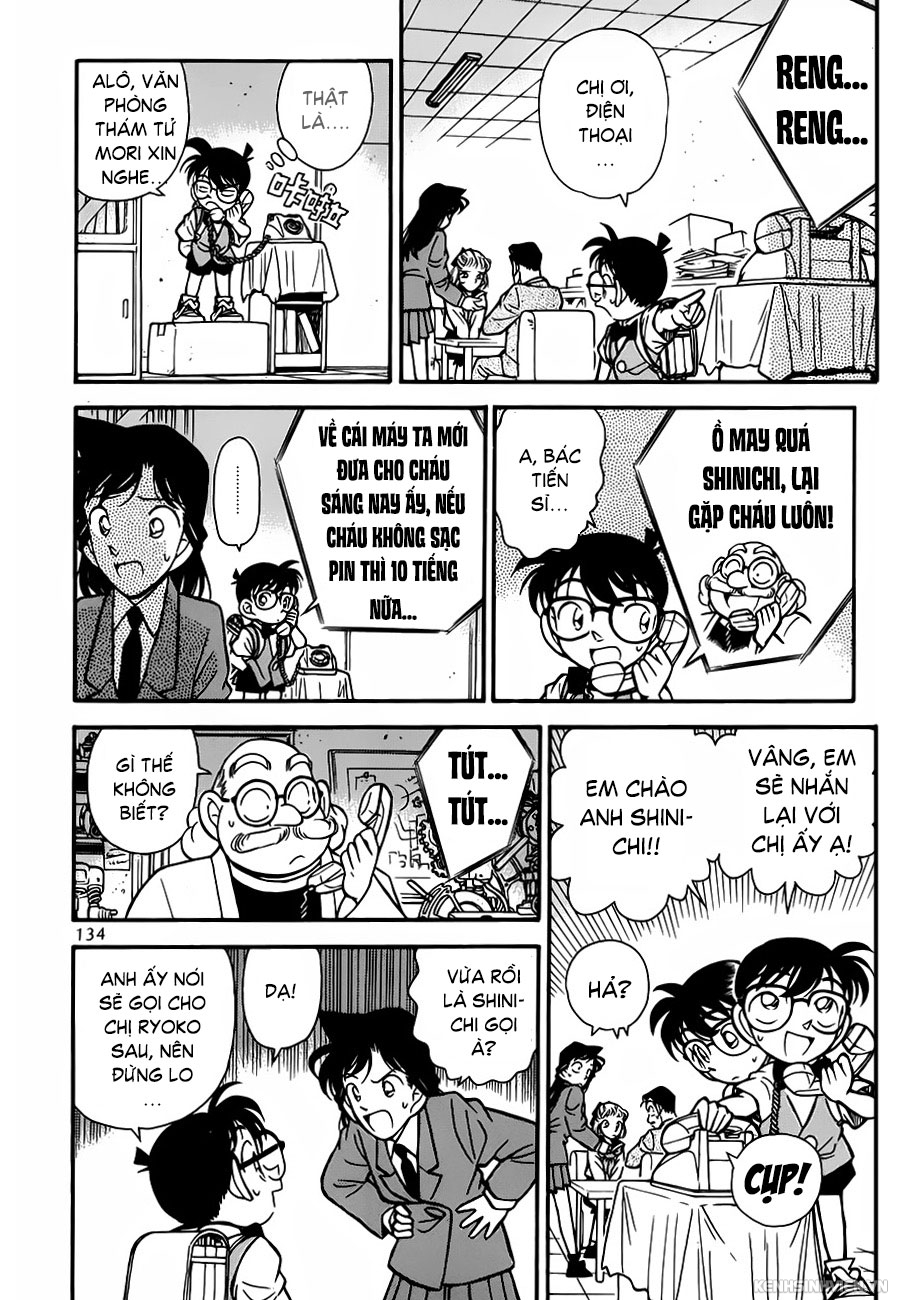 RENG...
RENG...
CHỊ ƠI,
ĐIỆN
THOẠI
...
THẬT
LÀ....
ALÔ, VĂN
PHÒNG
THÁM TỬ
MORI XIN
NGHE...
Ồ MAY QUÁ
SHINICHI, LẠI
GẶP CHÁU LUÔN!
A, BÁC
TIẾN
SĨ...
VỀ CÁI MÁY TA MỚI
ĐƯA CHO CHÁU
SÁNG NAY ẤY, NẾU
CHÁU KHÔNG SẠC
PIN THÌ 10 TIẾNG
NỮA...
......
VÂNG, EM
SẼ NHẮN
LẠI VỚI
CHỊ ẤY Ạ!
EM CHÀO
ANH SHINI-
CHI!!
HẢ?
CỤP!
TÚT...
TÚT...
GÌ THẾ
KHÔNG
BIẾT?
134
VỪA RỒI
LÀ SHINI-
CHI GỌI
À?
DẠ!
ANH ẤY NÓI
SẼ GỌI CHO
CHỊ RYOKO
SAU, NÊN
ĐỪNG LO
...